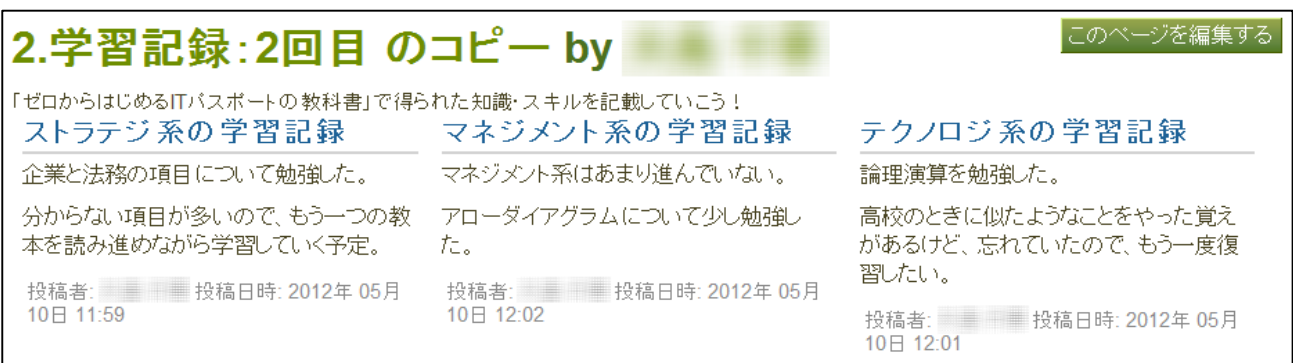 2.学習記録：2回目 のコピー by
このページを編集する
「ゼロからはじめるITパスポートの教科書」で得られた知識・スキルを記載していこう！
ストラテジ系の学習記録
企業と法務の項目について勉強した。
分からない項目が多いので、もう一つの教
本を読み進めながら学習していく予定。
投稿者: 投稿日時: 2012年 05月
10日 11:59
マネジメント系の学習記録
マネジメント系はあまり進んでいない。
アローダイアグラムについて少し勉強し
た。
投稿者: 投稿日時: 2012年 05月
10日 12:02
テクノロジ系の学習記録
論理演算を勉強した。
高校のときに似たようなことをやった覚え
があるけど、忘れていたので、もう一度復
習したい。
投稿者: 投稿日時: 2012年 05月
10日 12:01